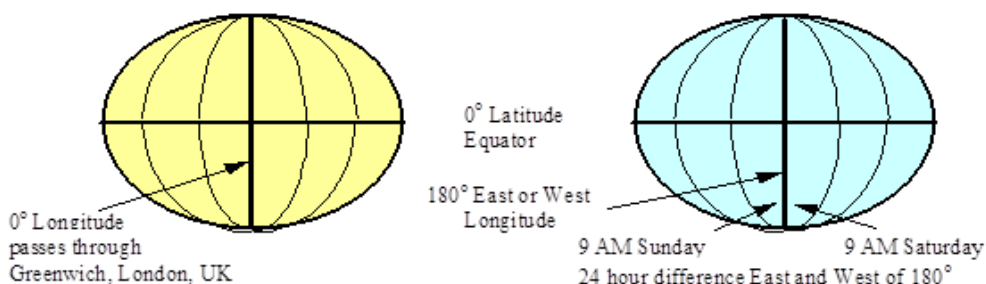 0° Longitude
passes through
Greenwich, London, UK
0° Latitude
Equator
180° East or West
Longitude
9 AM Sunday
9 AM Saturday
24 hour difference East and West of 180°